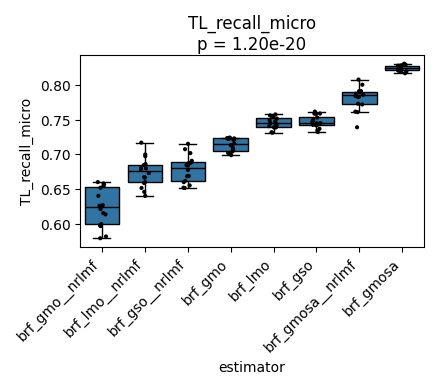 TL_recall_micro
p = 1.20e-20
TL_recall_micro
0.80
0.75
0.70
0.65
0.60
brf_gmo__nrlmf
brf_lmo__nrlmf
brf_gso__nrlmf
brf_gmo
brf_lmo
brf_gso
brf_gmosa__nrlmf
brf_gmosa
estimator